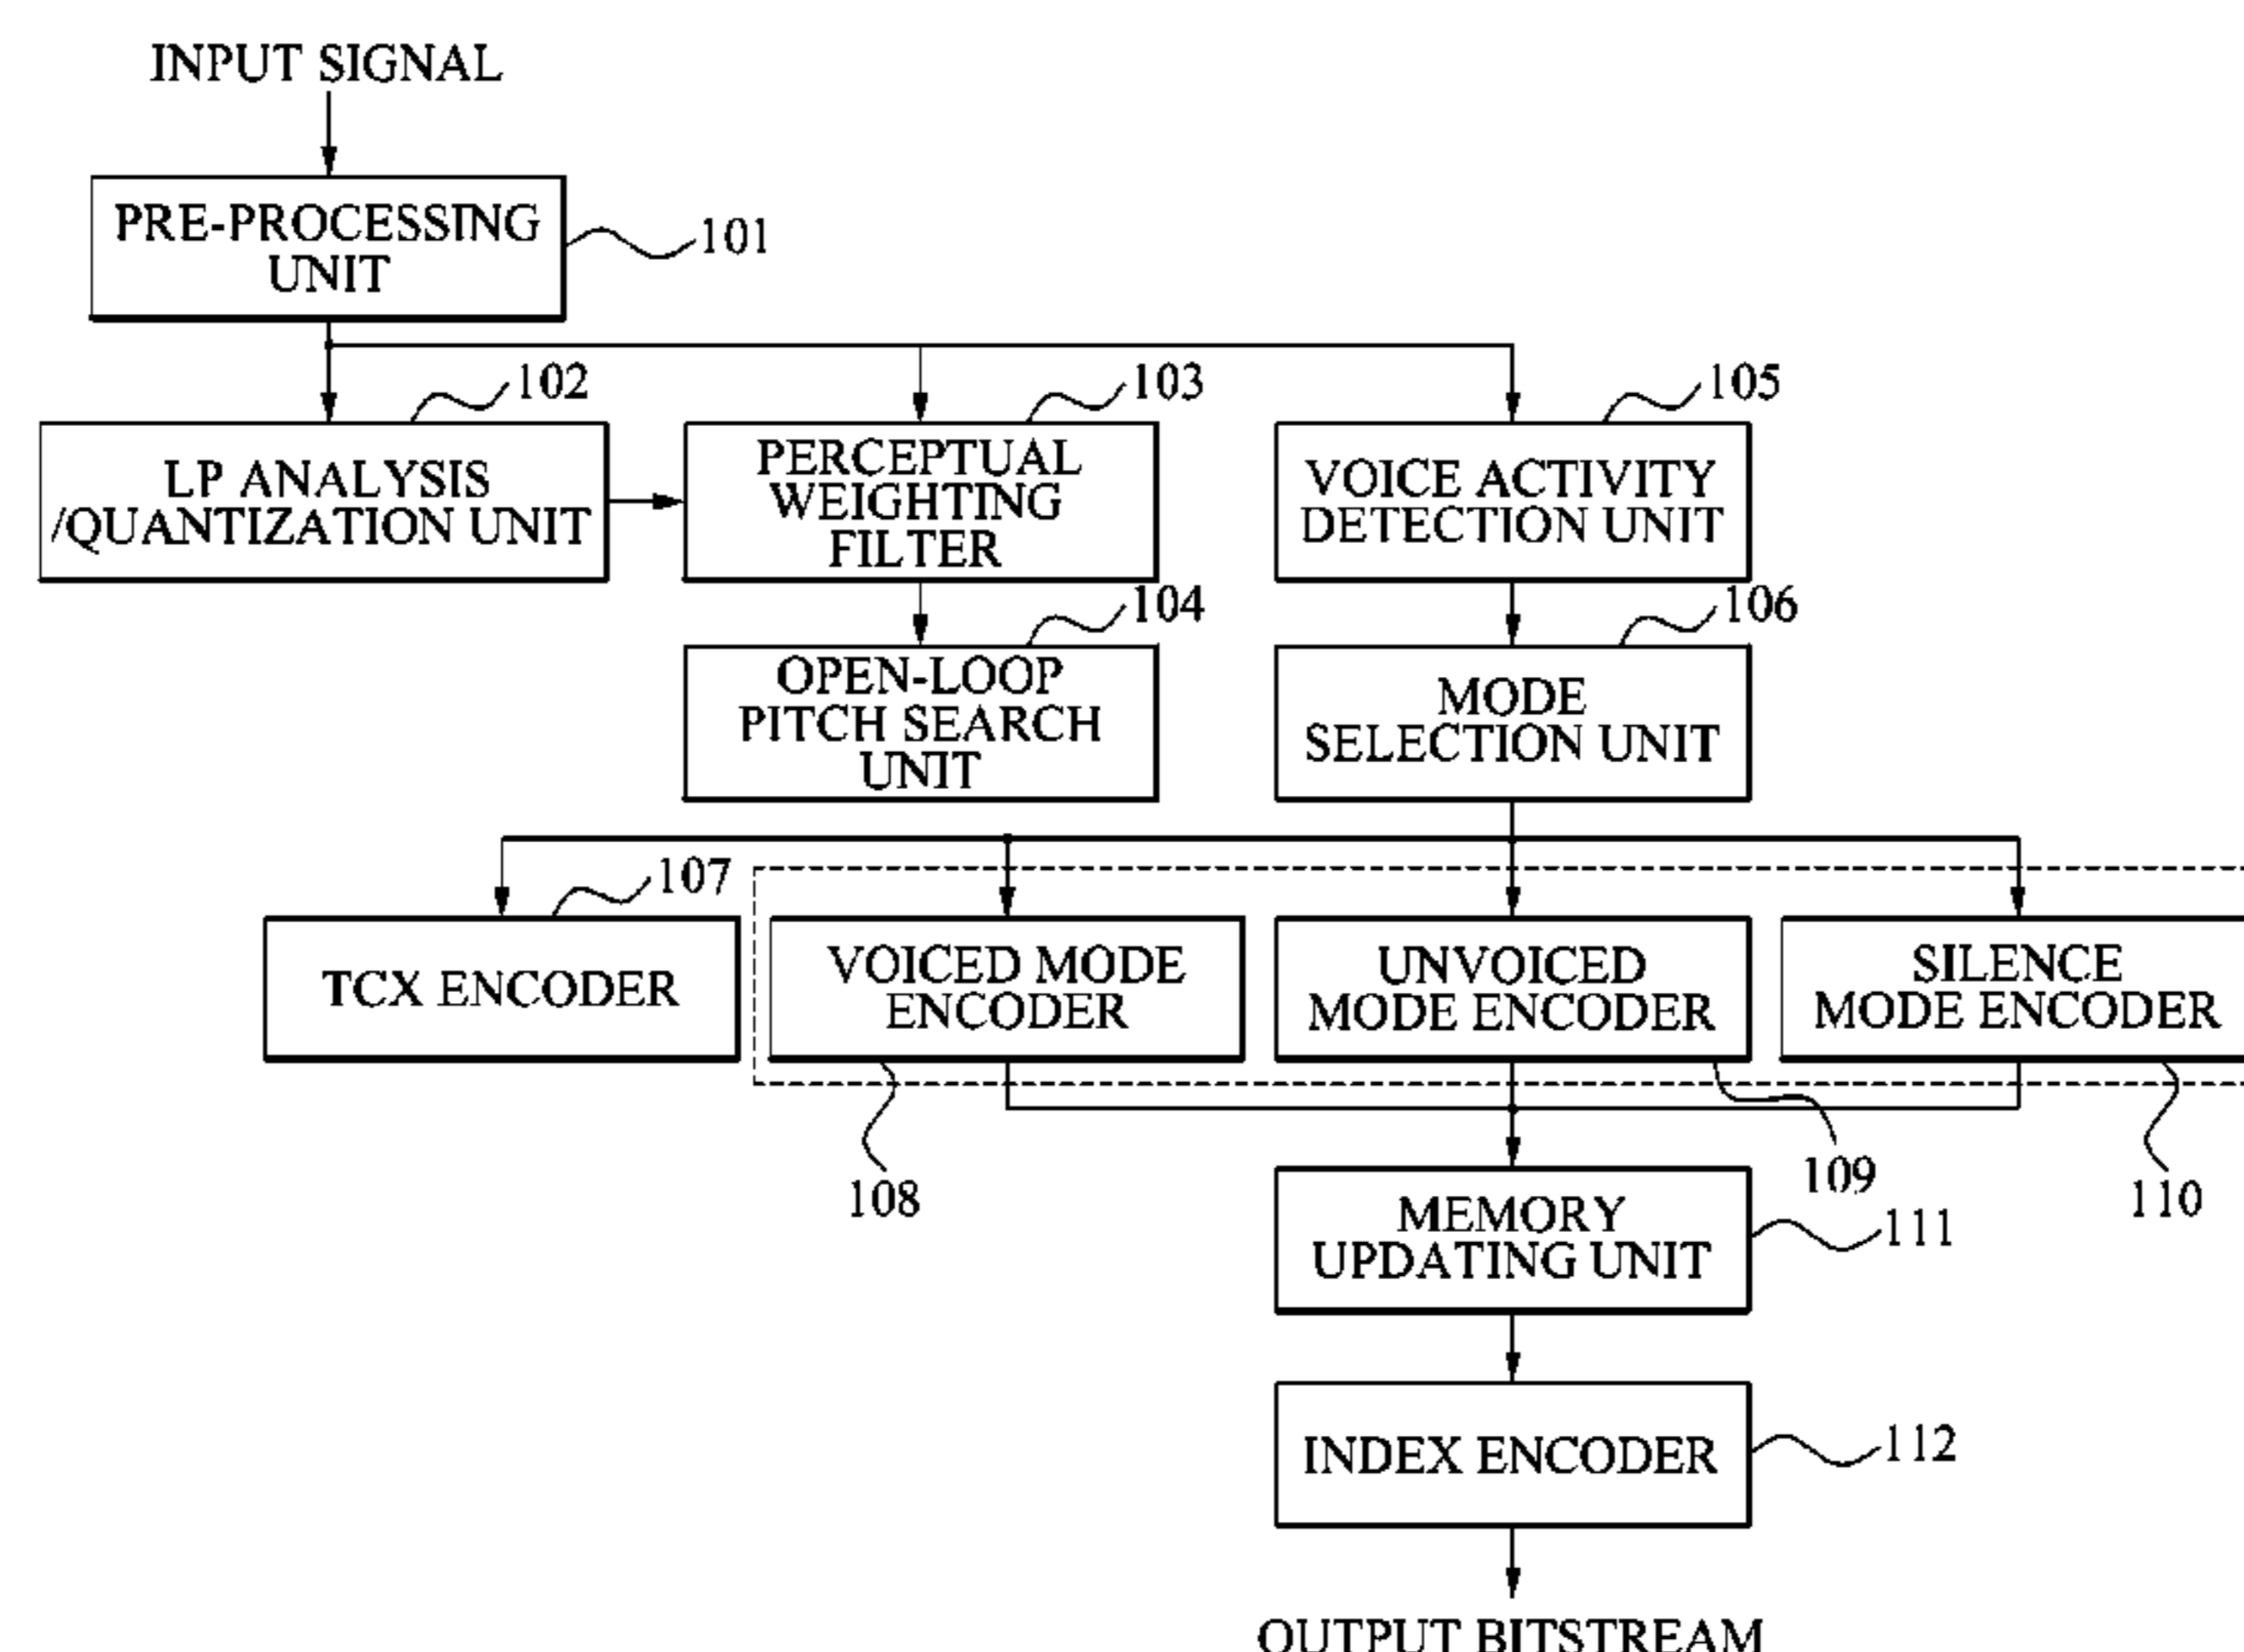 INPUT SIGNAL
PRE-PROCESSING
UNIT
101
102
103
105
LP ANALYSIS
/QUANTIZATION UNIT
PERCEPTUAL
WEIGHTING
FILTER
VOICE ACTIVITY
DETECTION UNIT
104
106
OPEN-LOOP
PITCH SEARCH
UNIT
MODE
SELECTION UNIT
107
TCX ENCODER
VOICED MODE
ENCODER
UNVOICED
MODE ENCODER
SILENCE
MODE ENCODER
108
109
110
MEMORY
UPDATING UNIT
111
INDEX ENCODER
112
OUTPUT BITSTREAM